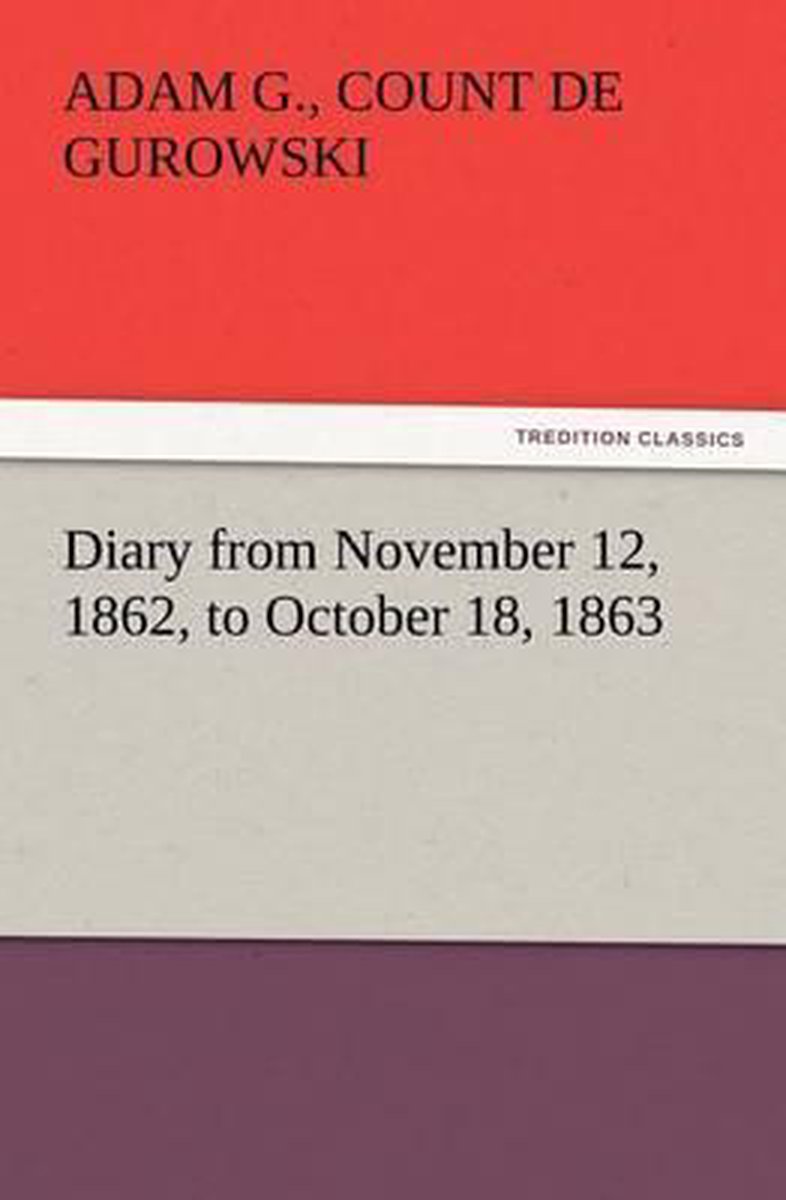 ADAM G., COUNT DE
GUROWSKI
TREDITION CLASSICS
Diary from November 12,
1862, to October 18, 1863